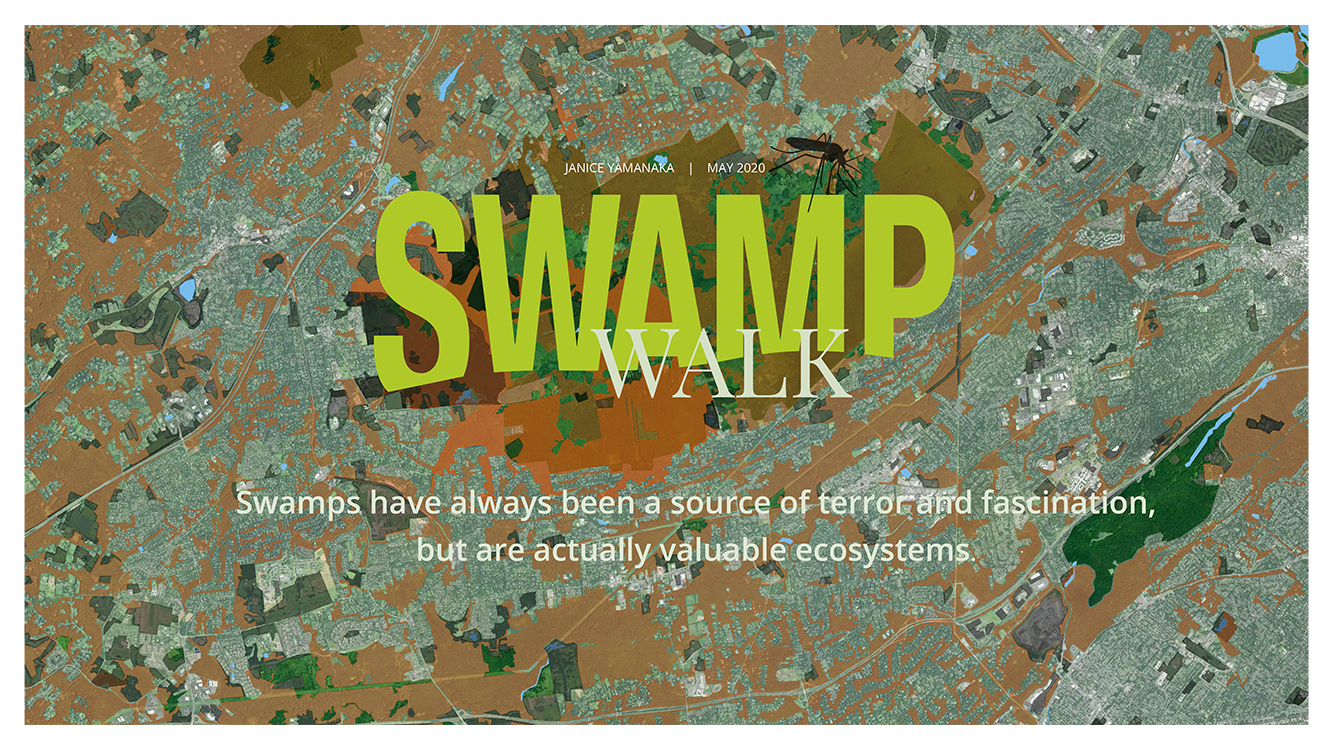 JANICE YAMANAKA | MAY 2020
SWAMP
WALK
Swamps have always been a source of terror and fascination,
but are actually valuable ecosystems.